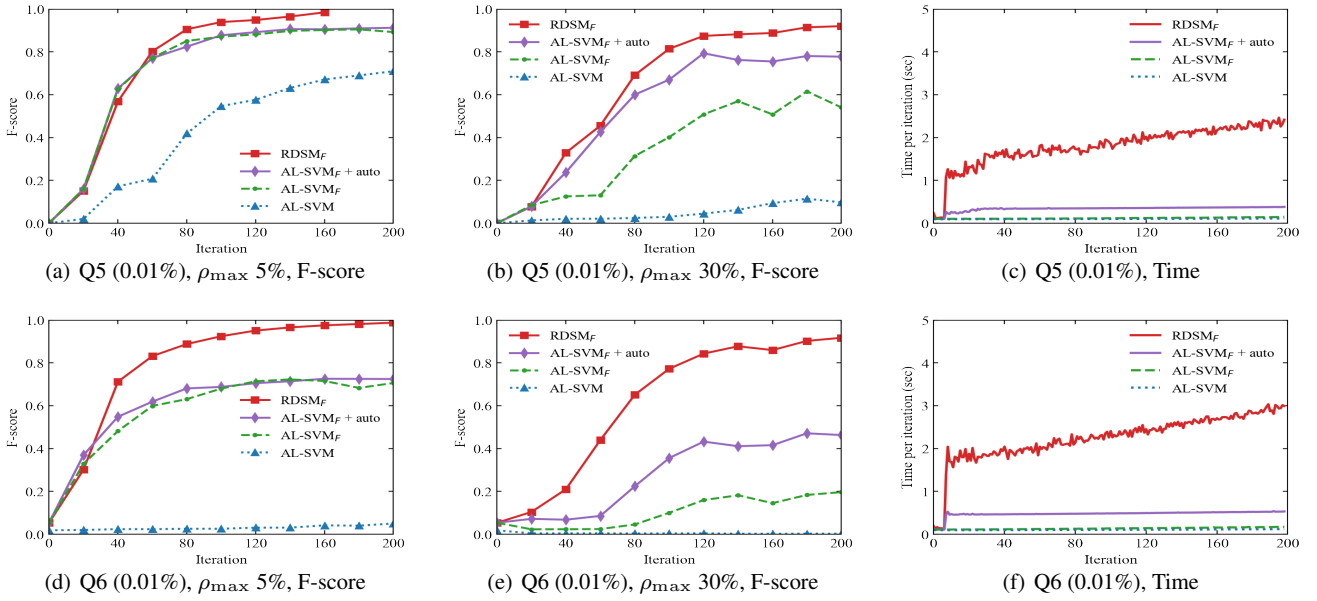 1.0
0.8
0.6
0.4
0.2
0.0
F-score
RDSM_F
AL-SVM_F + auto
AL-SVM_F
AL-SVM
0 40 80 120 160 200
Iteration
(a) Q5 (0.01%), ρmax 5%, F-score
1.0
0.8
0.6
0.4
0.2
0.0
F-score
RDSM_F
AL-SVM_F + auto
AL-SVM_F
AL-SVM
0 40 80 120 160 200
Iteration
(b) Q5 (0.01%), ρmax 30%, F-score
5
4
3
2
1
0
Time per iteration (sec)
RDSM_F
AL-SVM_F + auto
AL-SVM_F
AL-SVM
0 40 80 120 160 200
Iteration
(c) Q5 (0.01%), Time
1.0
0.8
0.6
0.4
0.2
0.0
F-score
RDSM_F
AL-SVM_F + auto
AL-SVM_F
AL-SVM
0 40 80 120 160 200
Iteration
(d) Q6 (0.01%), ρmax 5%, F-score
1.0
0.8
0.6
0.4
0.2
0.0
F-score
RDSM_F
AL-SVM_F + auto
AL-SVM_F
AL-SVM
0 40 80 120 160 200
Iteration
(e) Q6 (0.01%), ρmax 30%, F-score
5
4
3
2
1
0
Time per iteration (sec)
RDSM_F
AL-SVM_F + auto
AL-SVM_F
AL-SVM
0 40 80 120 160 200
Iteration
(f) Q6 (0.01%), Time